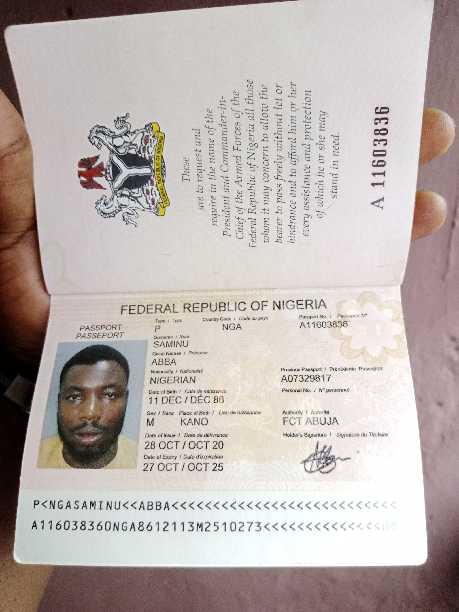 These
are to request and
require in the name of the
President and Commander-in-
Chief of the Armed Forces of the
Federal Republic of Nigeria all those
whom it may concern to allow the
bearer to pass freely without let or
hindrance and to afford him or her
every assistance and protection
of which he or she may
stand in need.
A 11603836
FEDERAL REPUBLIC OF NIGERIA
PASSPORT
PASSEPORT
Type / Type
P
Country Code / Code du pays
NGA
Passport No. / Passeport Nº
A11603836
Surname / Nom
SAMINU
Given Names / Prénoms
ABBA
Nationality / Nationalité
NIGERIAN
Previous Passport / Précédente Passeport
A07329817
Date of Birth / Date de naissance
11 DEC / DÉC 86
Personal No. / Nº personnel
Sex / Sexe
M
Place of Birth / Lieu de naissance
KANO
Authority / Autorité
FCT ABUJA
Date of Issue / Date de délivrance
28 OCT / OCT 20
Holder's Signature / Signature du Titulaire
Date of Expiry / Date d'expiration
27 OCT / OCT 25
P<NGASAMINU<<ABBA<<<<<<<<<<<<<<<<<<<<<<<<<<<
A116038360NGA8612113M2510273<<<<<<<<<<<<<<